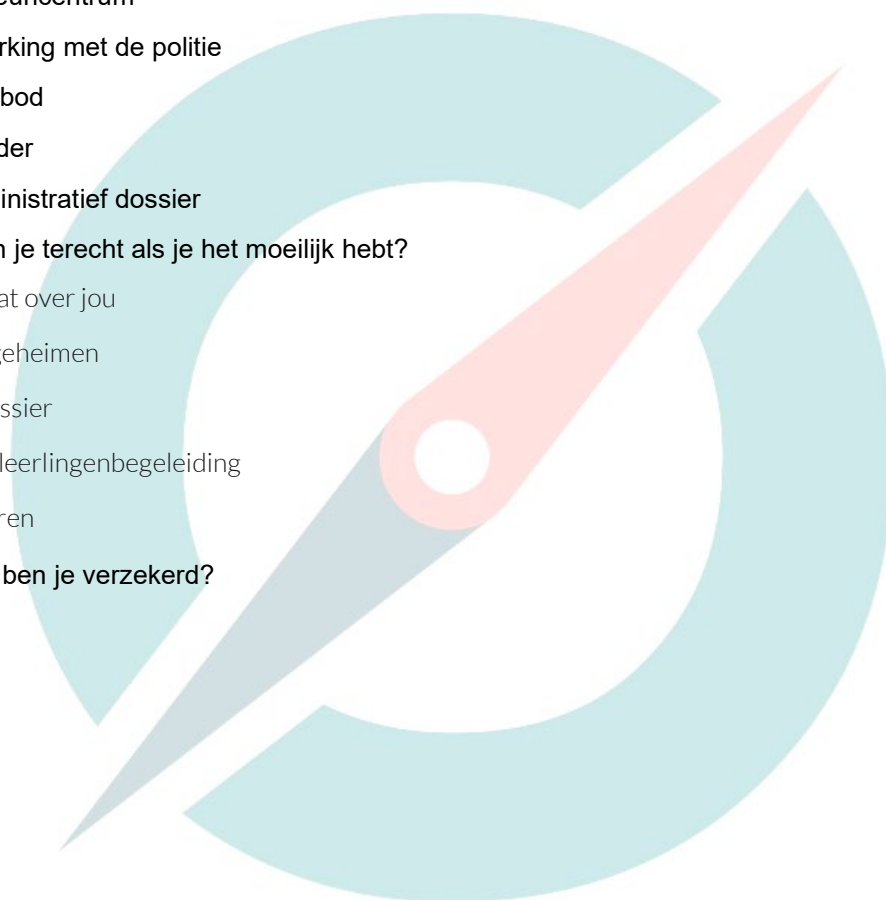 euncentrum
rking met de politie
bod
der
inistratief dossier
n je terecht als je het moeilijk hebt?
at over jou
geheimen
ssier
leerlingenbegeleiding
ren
ben je verzekerd?